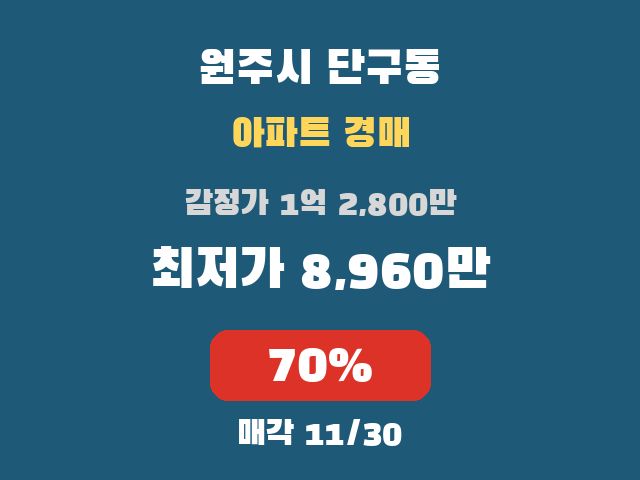 원주시 단구동
아파트 경매
감정가 1억 2,800만
최저가 8,960만
70%
매각 11/30